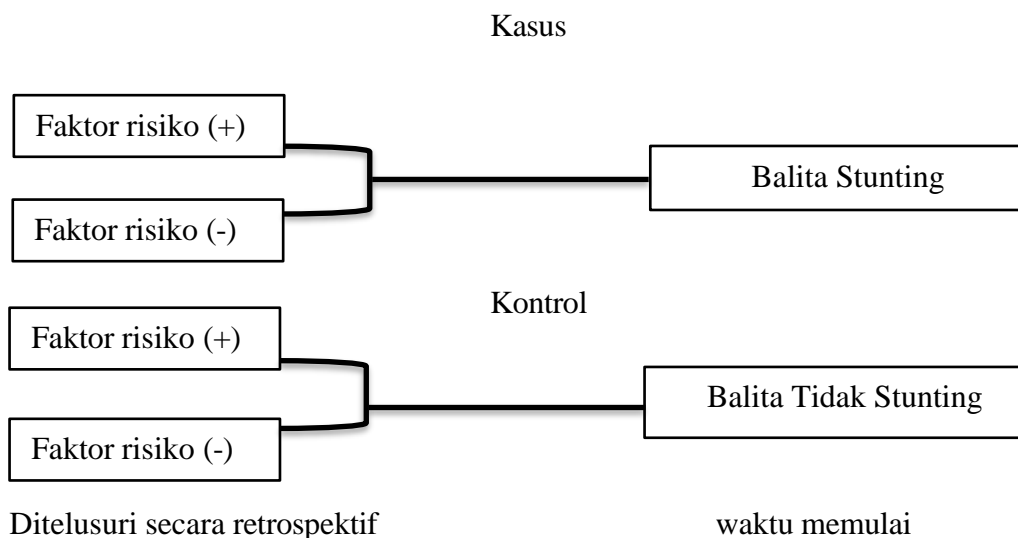 Kasus
Faktor risiko (+)
Balita Stunting
Faktor risiko (-)
Kontrol
Faktor risiko (+)
Balita Tidak Stunting
Faktor risiko (-)
Ditelusuri secara retrospektif
waktu memulai